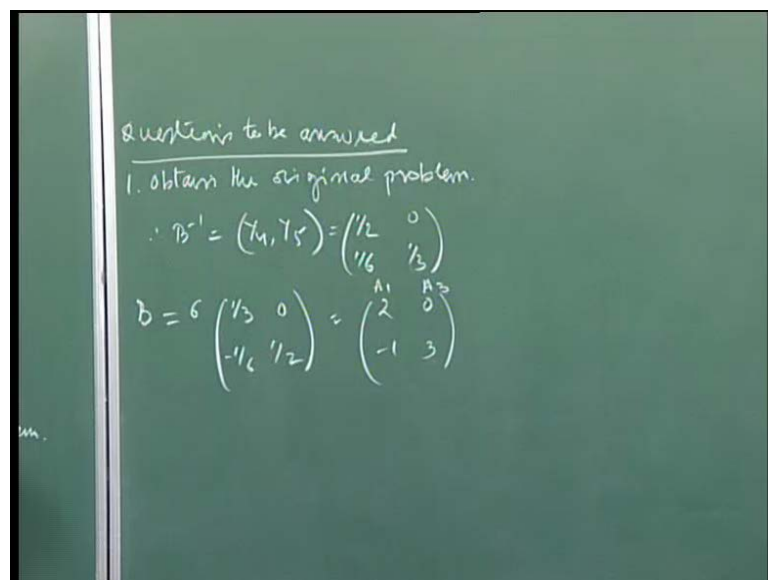 Questions to be answered
1. Obtain the original problem.
∴ B⁻¹ = (Y4, Y5) = (1/2 0
1/6 1/3)
A1 A3
B = 6 (1/3 0 = (2 0
-1/6 1/2) -1 3)
em.